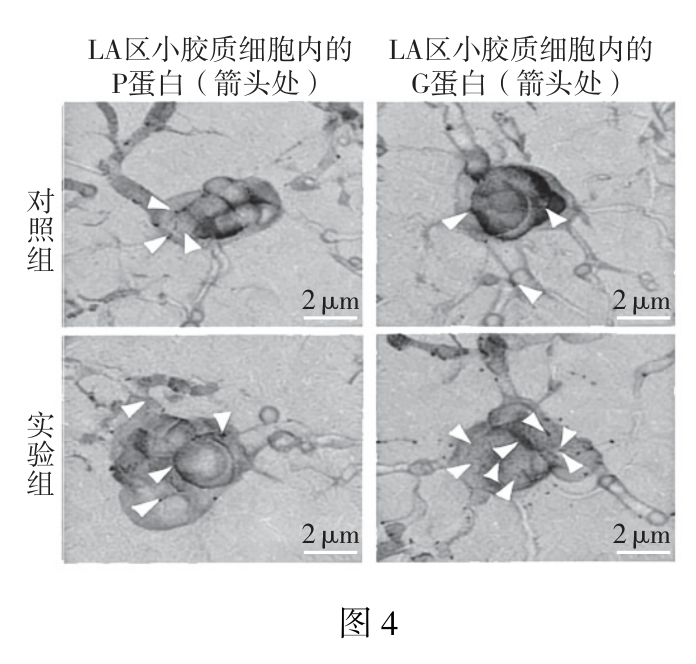 LA区小胶质细胞内的
P蛋白（箭头处）
LA区小胶质细胞内的
G蛋白（箭头处）
对照组
2 μm
2 μm
实验组
2 μm
2 μm
图 4